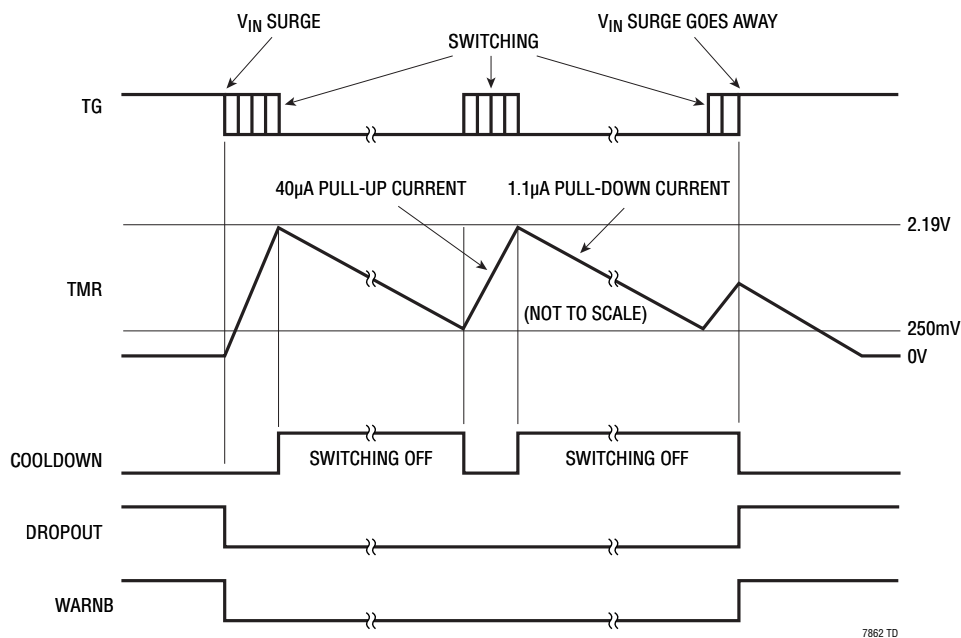 VIN SURGE
VIN SURGE GOES AWAY
SWITCHING
TG
40µA PULL-UP CURRENT
1.1µA PULL-DOWN CURRENT
2.19V
TMR
(NOT TO SCALE)
250mV
0V
COOLDOWN
SWITCHING OFF
SWITCHING OFF
DROPOUT
WARNB
7862 TD